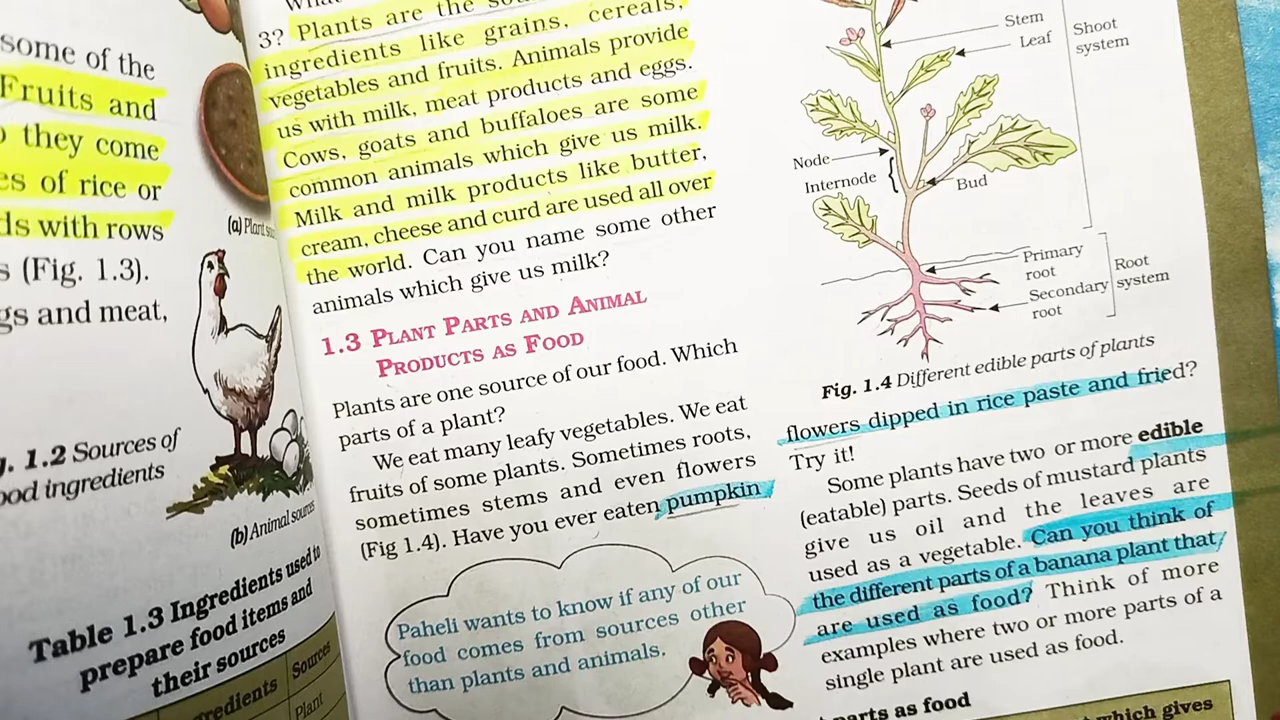 some of the
Fruits and
they come
es of rice or
ds with rows
s (Fig. 1.3).
gs and meat,
(a) Plant
1.2 Sources of
ood ingredients
(b) Animal sources
Table 1.3 Ingredients used to
prepare food items and
their sources
redients
Sources
Plant
3? Plants are the
ingredients like grains, cereals,
vegetables and fruits. Animals provide
us with milk, meat products and eggs.
Cows, goats and buffaloes are some
common animals which give us milk.
Milk and milk products like butter,
cream, cheese and curd are used all over
the world. Can you name some other
animals which give us milk?
1.3 PLANT PARTS AND ANIMAL
PRODUCTS AS FOOD
Plants are one source of our food. Which
parts of a plant?
We eat many leafy vegetables. We eat
fruits of some plants. Sometimes roots,
sometimes stems and even flowers
(Fig 1.4). Have you ever eaten pumpkin
Paheli wants to know if any of our
food comes from sources other
than plants and animals.
Stem
Leaf
Shoot
system
Node
Internode
Bud
Primary
root
Secondary
root
Root
system
Fig. 1.4 Different edible parts of plants
flowers dipped in rice paste and fried?
Try it!
Some plants have two or more edible
(eatable) parts. Seeds of mustard plants
give us oil and the leaves are
used as a vegetable. Can you think of
the different parts of a banana plant that
are used as food? Think of more
examples where two or more parts of a
single plant are used as food.
parts as food
which gives